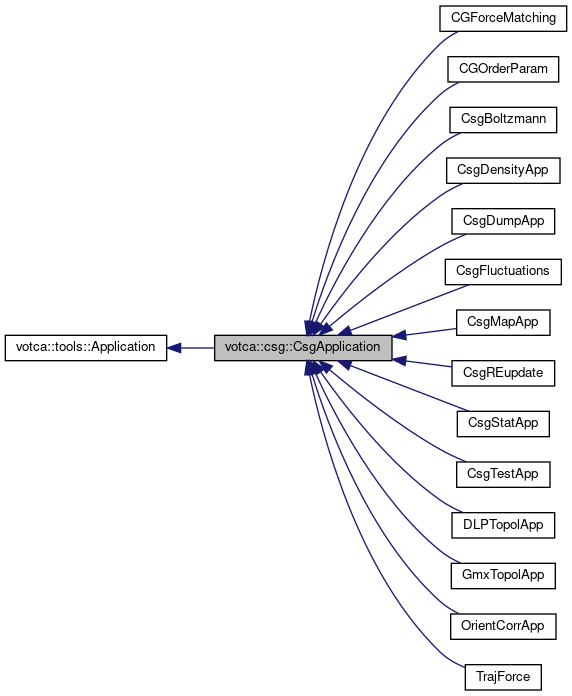 CGForceMatching
CGOrderParam
CsgBoltzmann
CsgDensityApp
CsgDumpApp
CsgFluctuations
CsgMapApp
votca::tools::Application
votca::csg::CsgApplication
CsgREupdate
CsgStatApp
CsgTestApp
DLPTopolApp
GmxTopolApp
OrientCorrApp
TrajForce